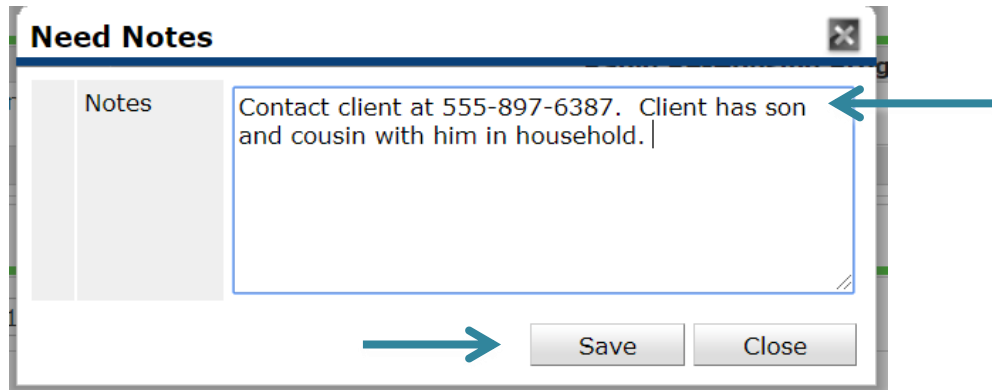 Need Notes
Notes
Contact client at 555-897-6387.  Client has son
and cousin with him in household.
Save
Close